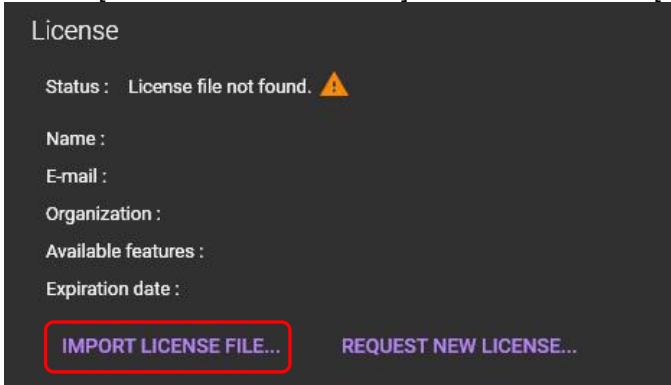 License
Status : License file not found.
Name :
E-mail :
Organization :
Available features :
Expiration date :
IMPORT LICENSE FILE... REQUEST NEW LICENSE...